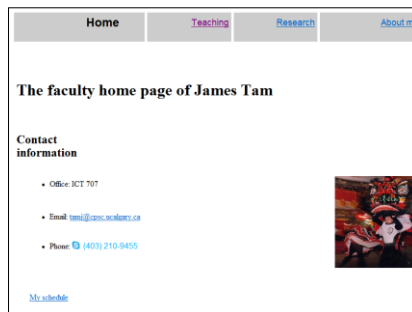 Home Teaching Research About m
The faculty home page of James Tam
Contact
information
• Office: ICT 707
• Email: tamj@cpsc.ucalgary.ca
• Phone: (403) 210-9455
My schedule